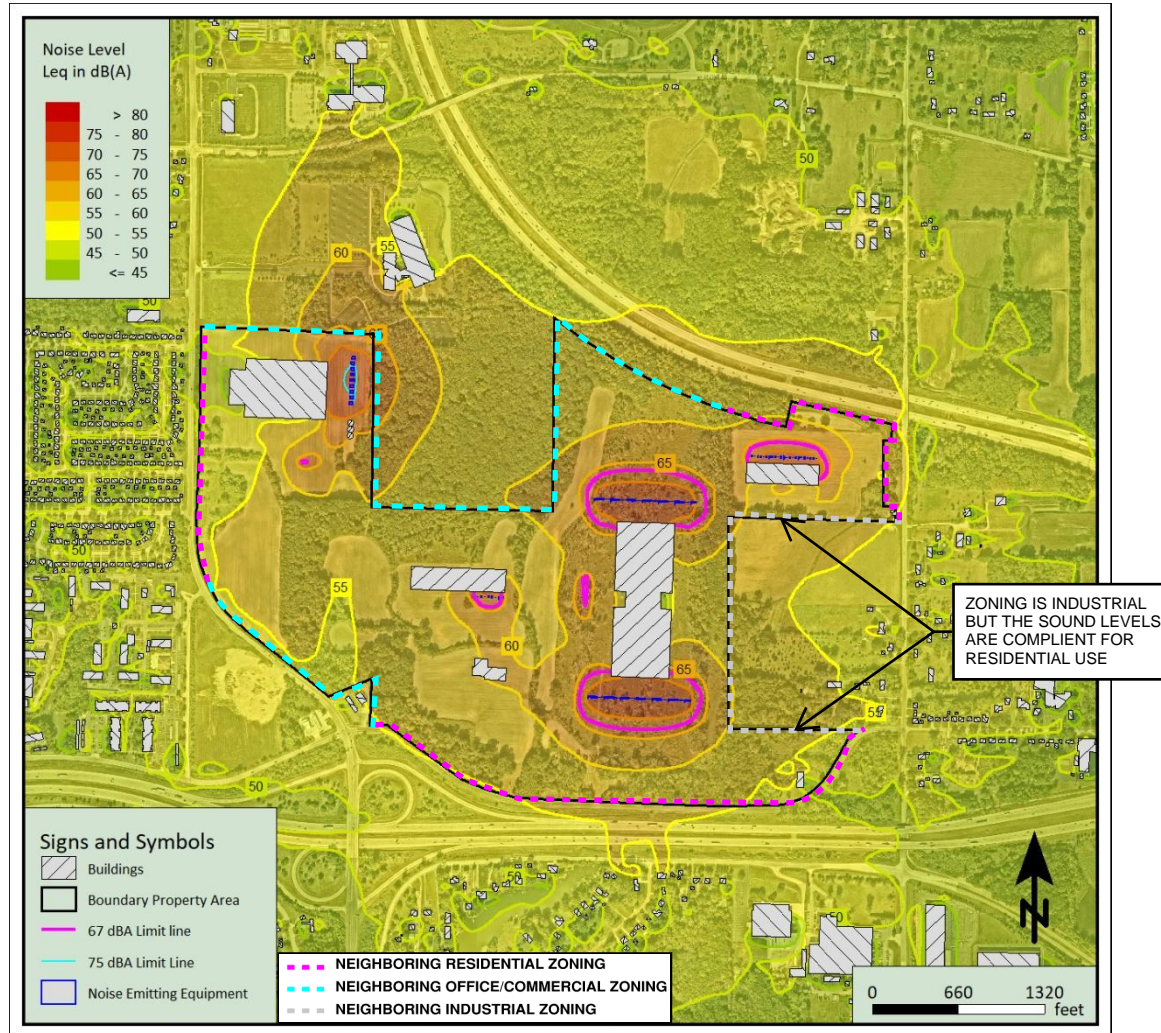 Noise Level
Leq in dB(A)
> 80
75 - 80
70 - 75
65 - 70
60 - 65
55 - 60
50 - 55
45 - 50
<= 45
50
50
55
60
65
55
50
60
65
ZONING IS INDUSTRIAL
BUT THE SOUND LEVELS
ARE COMPLIENT FOR
RESIDENTIAL USE
55
50
50
50
Signs and Symbols
Buildings
Boundary Property Area
67 dBA Limit line
75 dBA Limit Line
Noise Emitting Equipment
NEIGHBORING RESIDENTIAL ZONING
NEIGHBORING OFFICE/COMMERCIAL ZONING
NEIGHBORING INDUSTRIAL ZONING
N
0 660 1320
feet